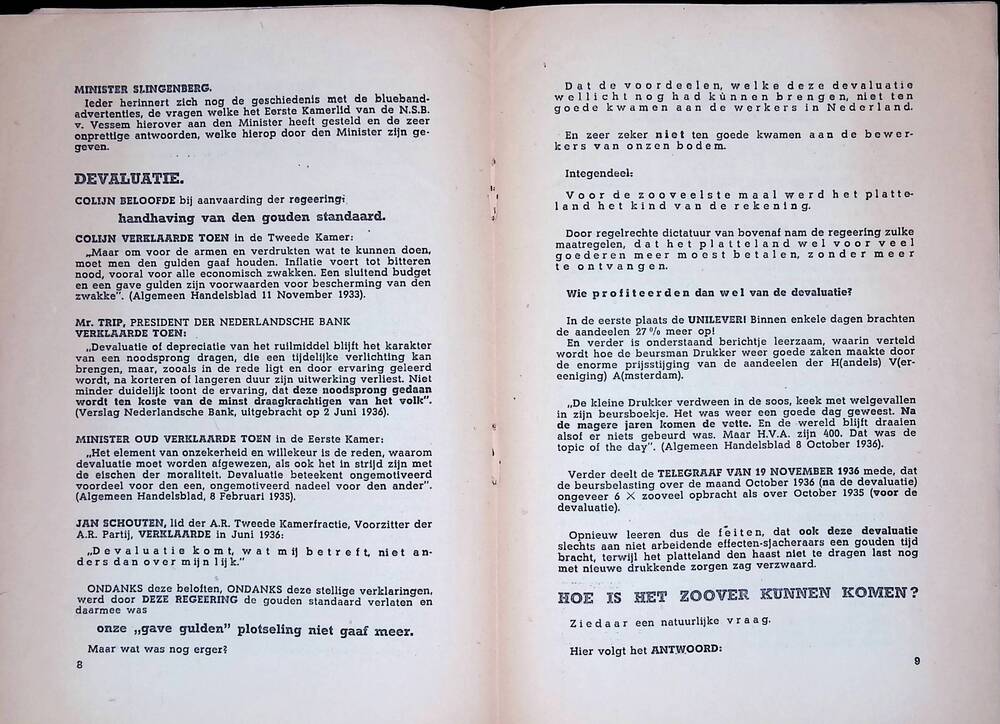 MINISTER SLINGENBERG.
Ieder herinnert zich nog de geschiedenis met de blueband-
advertenties, de vragen welke het Eerste Kamerlid van de N.S.B.
v. Vessem hierover aan den Minister heeft gesteld en de zeer
onprettige antwoorden, welke hierop door den Minister zijn ge-
geven.
DEVALUATIE.
COLIJN BELOOFDE bij aanvaarding der regeering:
handhaving van den gouden standaard.
COLIJN VERKLAARDE TOEN in de Tweede Kamer:
„Maar om voor de armen en verdrukten wat te kunnen doen,
moet men den gulden gaaf houden. Inflatie voert tot bitteren
nood, vooral voor alle economisch zwakken. Een sluitend budget
en een gave gulden zijn voorwaarden voor bescherming van den
zwakke”. (Algemeen Handelsblad 11 November 1933).
Mr. TRIP, PRESIDENT DER NEDERLANDSCHE BANK
VERKLAARDE TOEN:
„Devaluatie of depreciatie van het ruilmiddel blijft het karakter
van een noodsprong dragen, die een tijdelijke verlichting kan
brengen, maar, zooals in de rede ligt en door ervaring geleerd
wordt, na korteren of langeren duur zijn uitwerking verliest. Niet
minder duidelijk toont de ervaring, dat deze noodsprong gedaan
wordt ten koste van de minst draagkrachtigen van het volk”.
(Verslag Nederlandsche Bank, uitgebracht op 2 Juni 1936).
MINISTER OUD VERKLAARDE TOEN in de Eerste Kamer:
„Het element van onzekerheid en willekeur is de reden, waarom
devaluatie moet worden afgewezen, als ook het in strijd zijn met
de eischen der moraliteit. Devaluatie beteekent ongemotiveerd
voordeel voor den een, ongemotiveerd nadeel voor den ander”.
(Algemeen Handelsblad, 8 Februari 1935).
JAN SCHOUTEN, lid der A.R. Tweede Kamerfractie, Voorzitter der
A.R. Partij, VERKLAARDE in Juni 1936:
„Devaluatie komt, wat mij betreft, niet an-
ders dan over mijn lijk.”
ONDANKS deze beloften, ONDANKS deze stellige verklaringen,
werd door DEZE REGEERING de gouden standaard verlaten en
daarmee was
onze „gave gulden” plotseling niet gaaf meer.
Maar wat was nog erger?
8
Dat de voordeelen, welke deze devaluatie
wellicht nog had kùnnen brengen, niet ten
goede kwamen aan de werkers in Nederland.
En zeer zeker niet ten goede kwamen aan de bewer-
kers van onzen bodem.
Integendeel:
Voor de zooveelste maal werd het platte-
land het kind van de rekening.
Door regelrechte dictatuur van bovenaf nam de regeering zulke
maatregelen, dat het platteland wel voor veel
goederen meer moest betalen, zonder meer
te ontvangen.
Wie profiteerden dan wel van de devaluatie?
In de eerste plaats de UNILEVER! Binnen enkele dagen brachten
de aandeelen 27 % meer op!
En verder is onderstaand berichtje leerzaam, waarin verteld
wordt hoe de beursman Drukker weer goede zaken maakte door
de enorme prijsstijging van de aandeelen der H(andels) V(er-
eeniging) A(msterdam).
„De kleine Drukker verdween in de soos, keek met welgevallen
in zijn beursboekje. Het was weer een goede dag geweest. Na
de magere jaren komen de vette. En de wereld blijft draaien
alsof er niets gebeurd was. Maar H.V.A. zijn 400. Dat was de
topic of the day”. (Algemeen Handelsblad 8 October 1936).
Verder deelt de TELEGRAAF VAN 19 NOVEMBER 1936 mede, dat
de beursbelasting over de maand October 1936 (na de devaluatie)
ongeveer 6 × zooveel opbracht als over October 1935 (voor de
devaluatie).
Opnieuw leeren dus de feiten, dat ook deze devaluatie
slechts aan niet arbeidende effecten-sjacheraars een gouden tijd
bracht, terwijl het platteland den haast niet te dragen last nog
met nieuwe drukkende zorgen zag verzwaard.
HOE IS HET ZOOVER KUNNEN KOMEN?
Ziedaar een natuurlijke vraag.
Hier volgt het ANTWOORD:
9